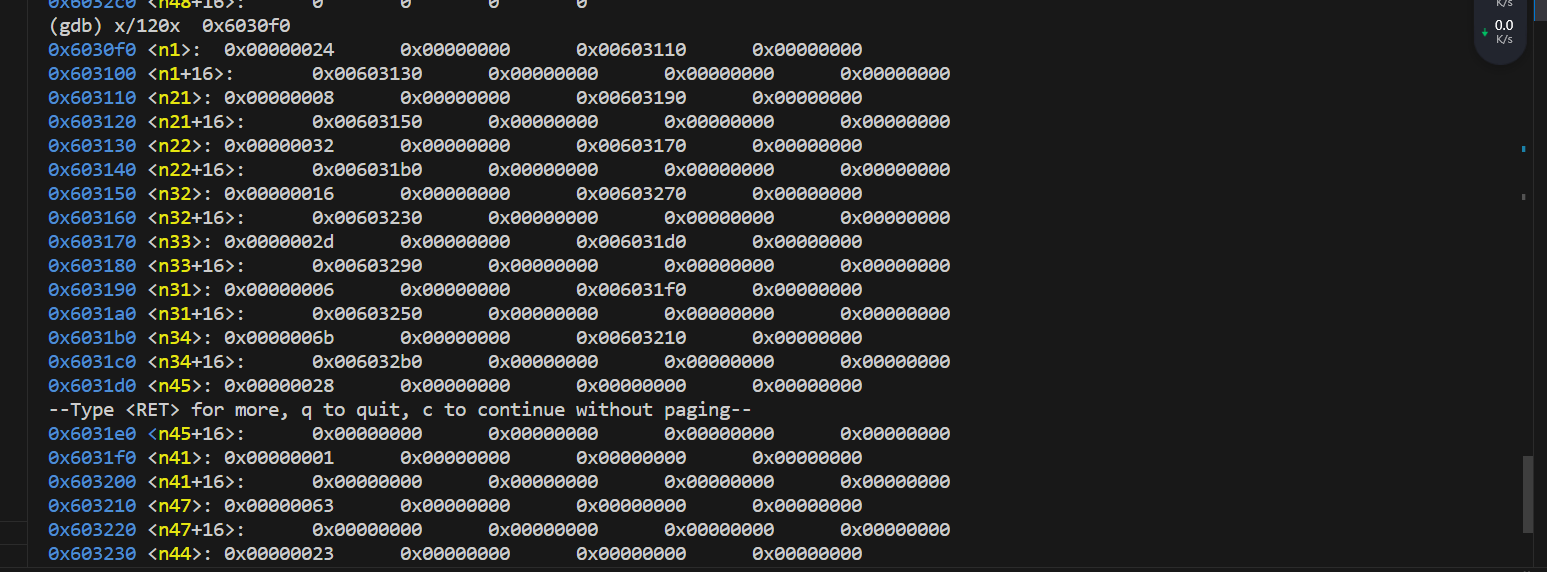 0x6032c0 <n48+16>: 0 0 0 0
K/s
(gdb) x/120x 0x6030f0
0.0
K/s
0x6030f0 <n1>: 0x00000024 0x00000000 0x00603110 0x00000000
0x603100 <n1+16>: 0x00603130 0x00000000 0x00000000 0x00000000
0x603110 <n21>: 0x00000008 0x00000000 0x00603190 0x00000000
0x603120 <n21+16>: 0x00603150 0x00000000 0x00000000 0x00000000
0x603130 <n22>: 0x00000032 0x00000000 0x00603170 0x00000000
0x603140 <n22+16>: 0x006031b0 0x00000000 0x00000000 0x00000000
0x603150 <n32>: 0x00000016 0x00000000 0x00603270 0x00000000
0x603160 <n32+16>: 0x00603230 0x00000000 0x00000000 0x00000000
0x603170 <n33>: 0x0000002d 0x00000000 0x006031d0 0x00000000
0x603180 <n33+16>: 0x00603290 0x00000000 0x00000000 0x00000000
0x603190 <n31>: 0x00000006 0x00000000 0x006031f0 0x00000000
0x6031a0 <n31+16>: 0x00603250 0x00000000 0x00000000 0x00000000
0x6031b0 <n34>: 0x0000006b 0x00000000 0x00603210 0x00000000
0x6031c0 <n34+16>: 0x006032b0 0x00000000 0x00000000 0x00000000
0x6031d0 <n45>: 0x00000028 0x00000000 0x00000000 0x00000000
--Type <RET> for more, q to quit, c to continue without paging--
0x6031e0 <n45+16>: 0x00000000 0x00000000 0x00000000 0x00000000
0x6031f0 <n41>: 0x00000001 0x00000000 0x00000000 0x00000000
0x603200 <n41+16>: 0x00000000 0x00000000 0x00000000 0x00000000
0x603210 <n47>: 0x00000063 0x00000000 0x00000000 0x00000000
0x603220 <n47+16>: 0x00000000 0x00000000 0x00000000 0x00000000
0x603230 <n44>: 0x00000023 0x00000000 0x00000000 0x00000000